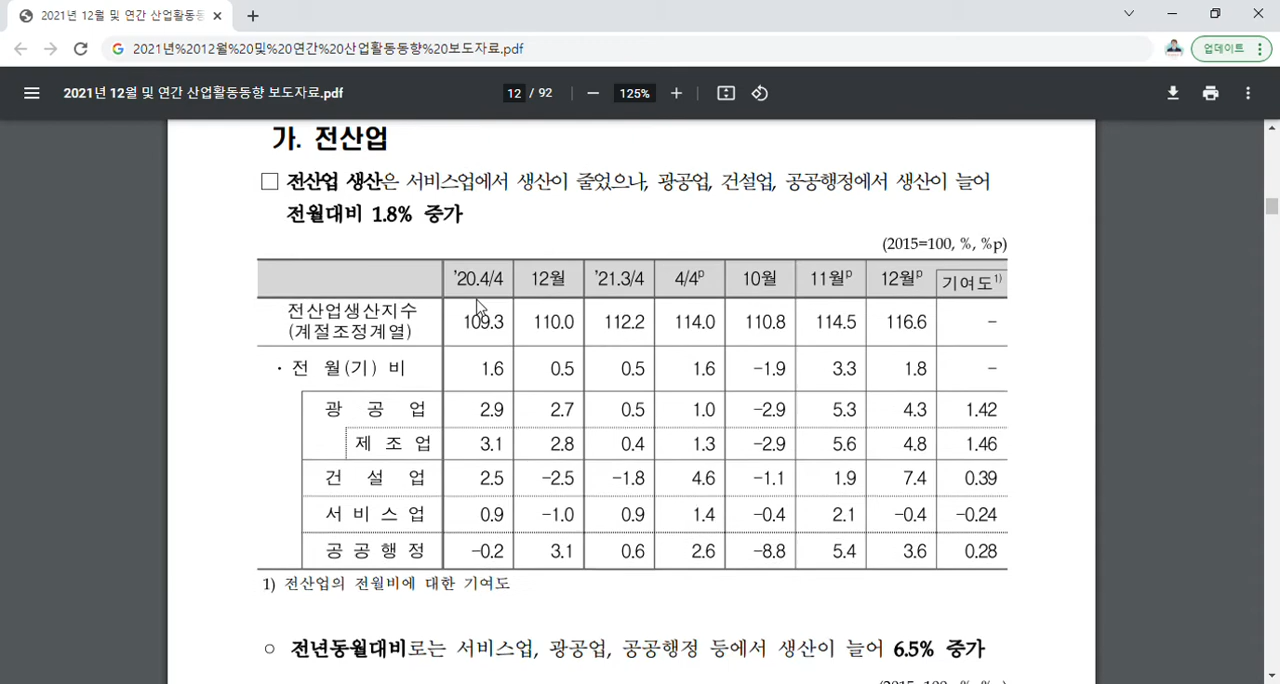 2021년 12월 및 연간 산업활동동
2021년%2012월%20및%20연간%20산업활동동향%20보도자료.pdf
업데이트
2021년 12월 및 연간 산업활동동향 보도자료.pdf
12 / 92
125%
가. 전산업
□ 전산업 생산은 서비스업에서 생산이 줄었으나, 광공업, 건설업, 공공행정에서 생산이 늘어
전월대비 1.8% 증가
(2015=100, %, %p)
'20.4/4 12월 '21.3/4 4/4p 10월 11월p 12월p 기여도1)
전산업생산지수
(계절조정계열) 109.3 110.0 112.2 114.0 110.8 114.5 116.6 −
· 전 월(기) 비 1.6 0.5 0.5 1.6 −1.9 3.3 1.8 −
광 공 업 2.9 2.7 0.5 1.0 −2.9 5.3 4.3 1.42
제 조 업 3.1 2.8 0.4 1.3 −2.9 5.6 4.8 1.46
건 설 업 2.5 −2.5 −1.8 4.6 −1.1 1.9 7.4 0.39
서 비 스 업 0.9 −1.0 0.9 1.4 −0.4 2.1 −0.4 −0.24
공 공 행 정 −0.2 3.1 0.6 2.6 −8.8 5.4 3.6 0.28
1) 전산업의 전월비에 대한 기여도
○ 전년동월대비로는 서비스업, 광공업, 공공행정 등에서 생산이 늘어 6.5% 증가